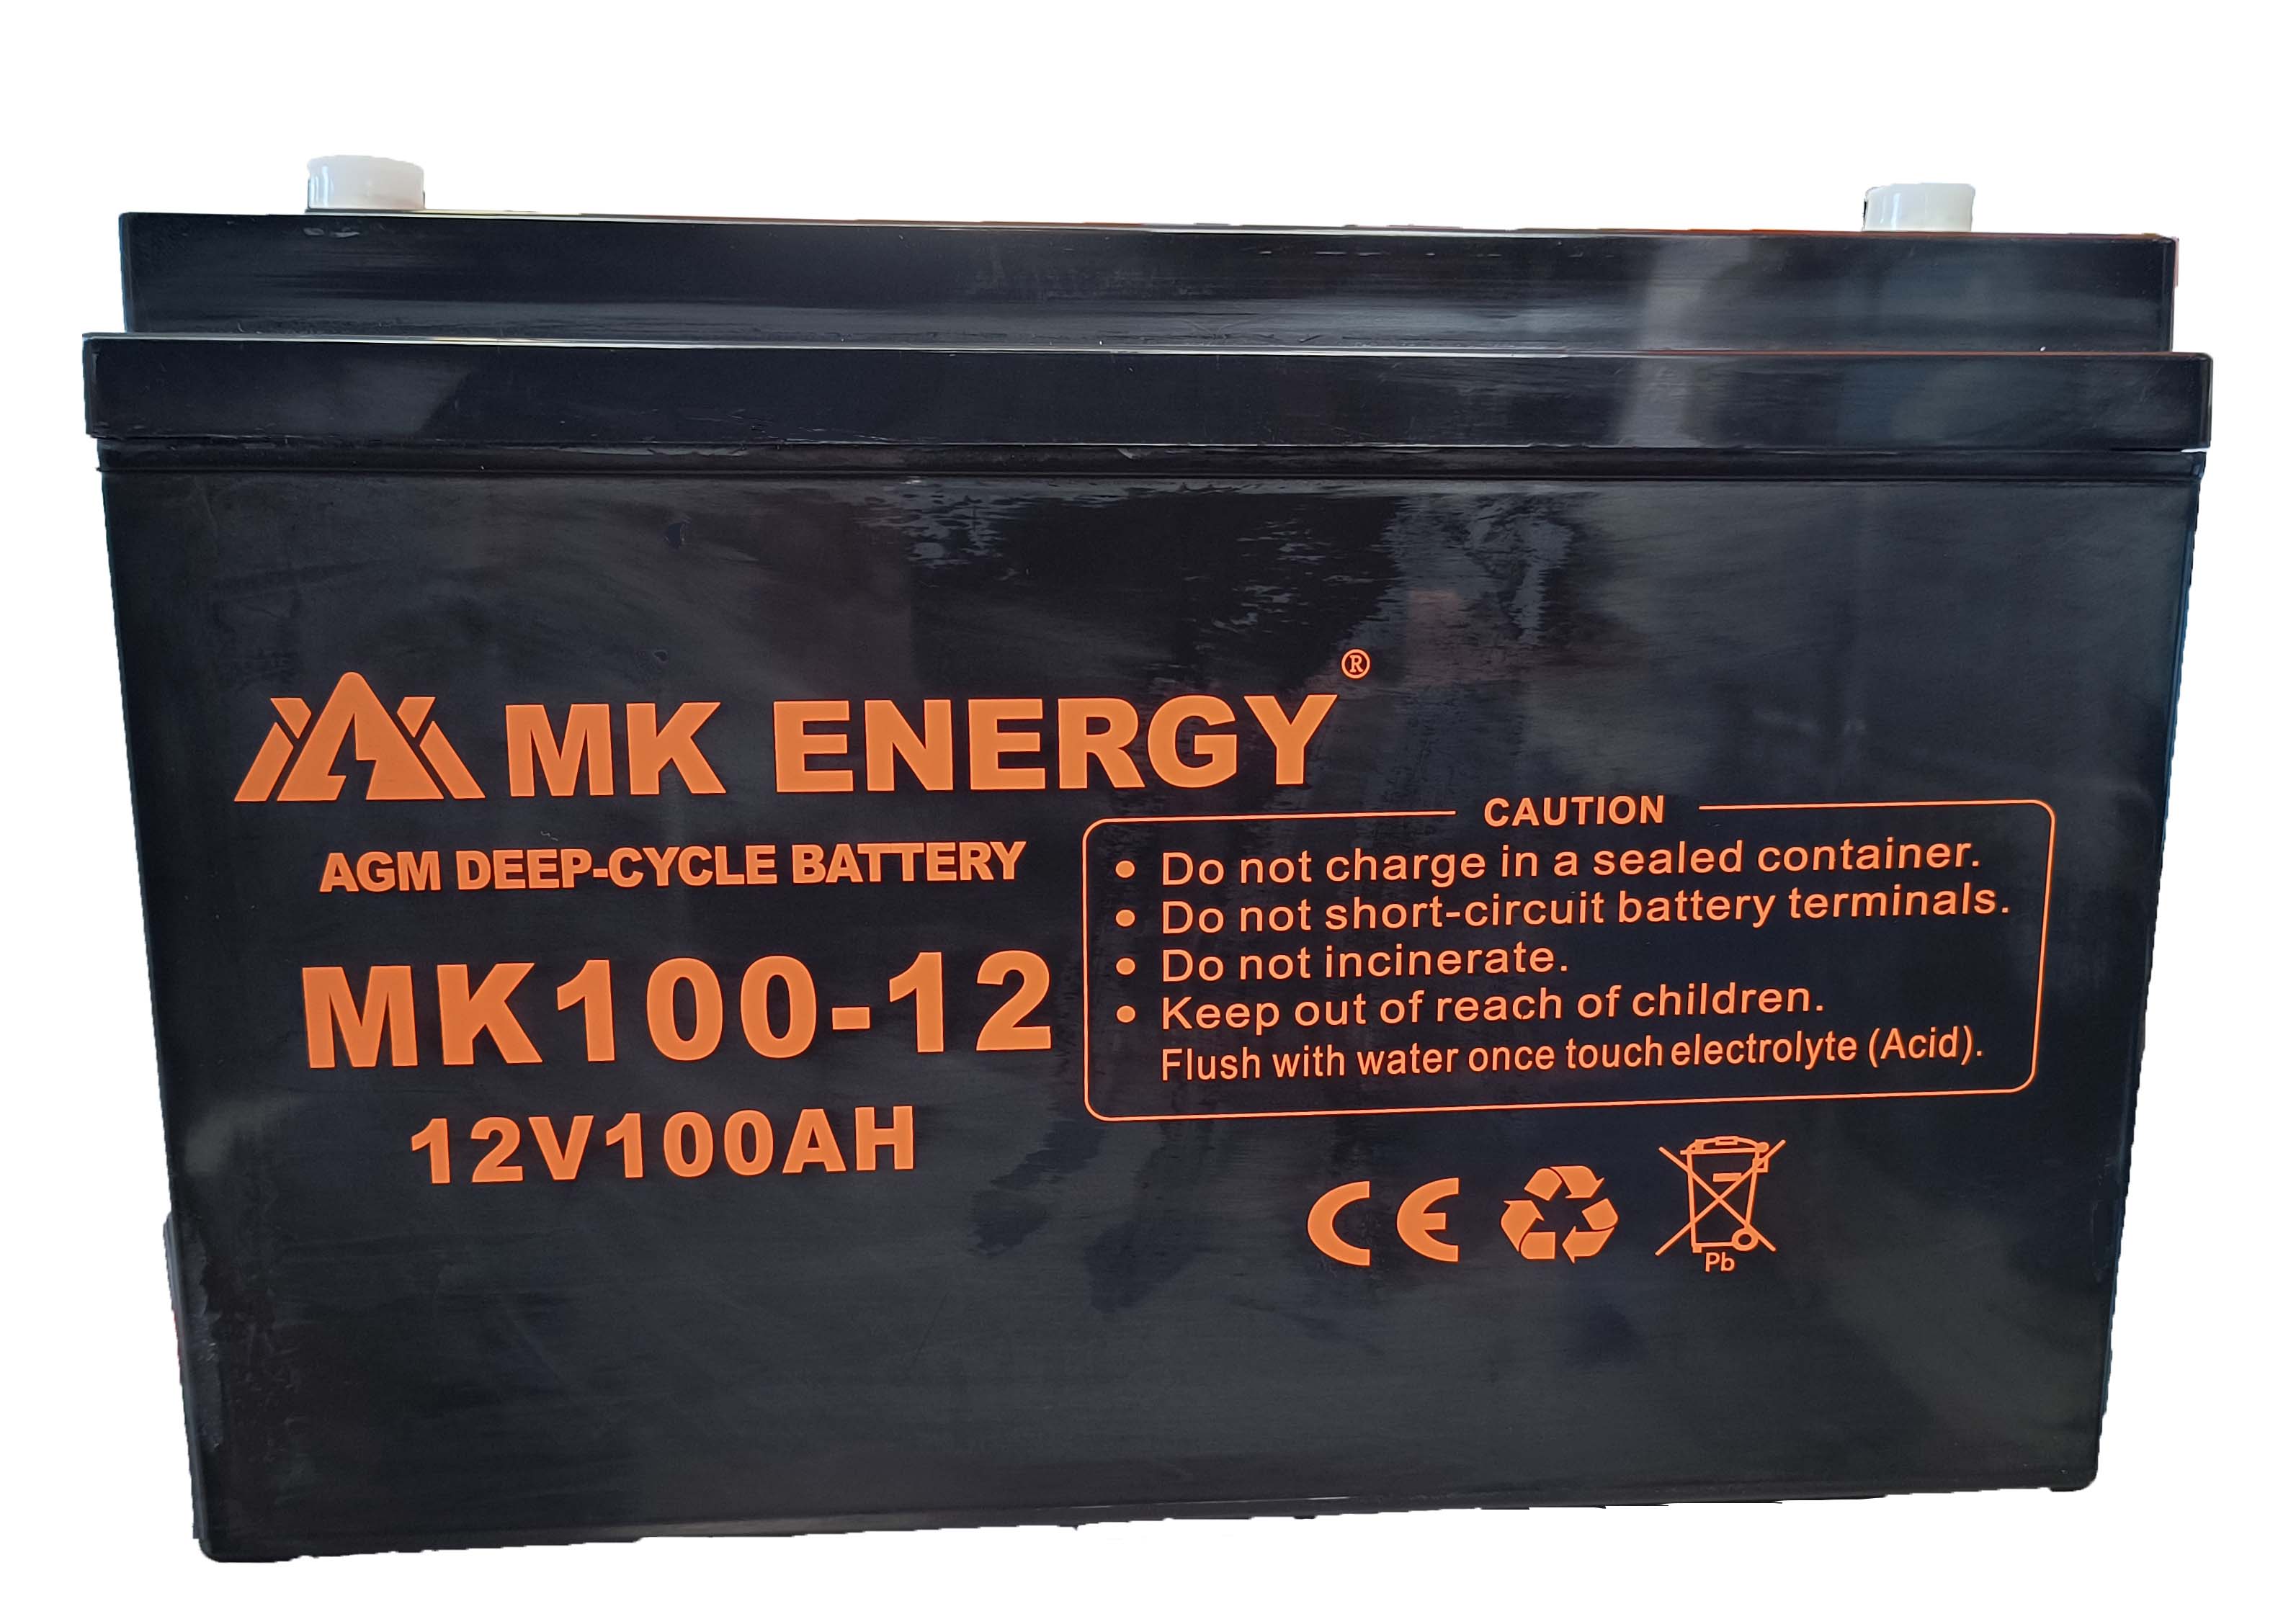 MK ENERGY®
AGM DEEP-CYCLE BATTERY
MK100-12
12V100AH
CAUTION
• Do not charge in a sealed container.
• Do not short-circuit battery terminals.
• Do not incinerate.
• Keep out of reach of children.
Flush with water once touch electrolyte (Acid).
CE
Pb